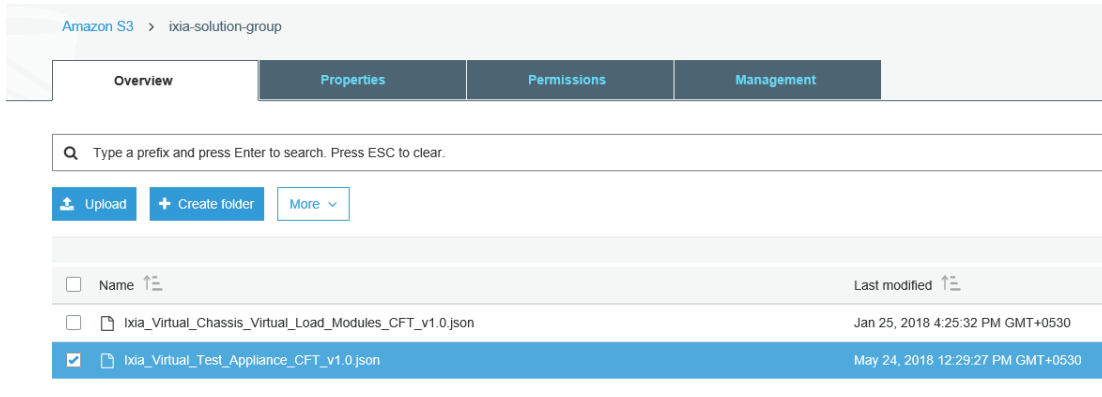 Amazon S3 > ixia-solution-group
Overview Properties Permissions Management
Type a prefix and press Enter to search. Press ESC to clear.
Upload Create folder More
Name Last modified
Ixia_Virtual_Chassis_Virtual_Load_Modules_CFT_v1.0.json Jan 25, 2018 4:25:32 PM GMT+0530
Ixia_Virtual_Test_Appliance_CFT_v1.0.json May 24, 2018 12:29:27 PM GMT+0530